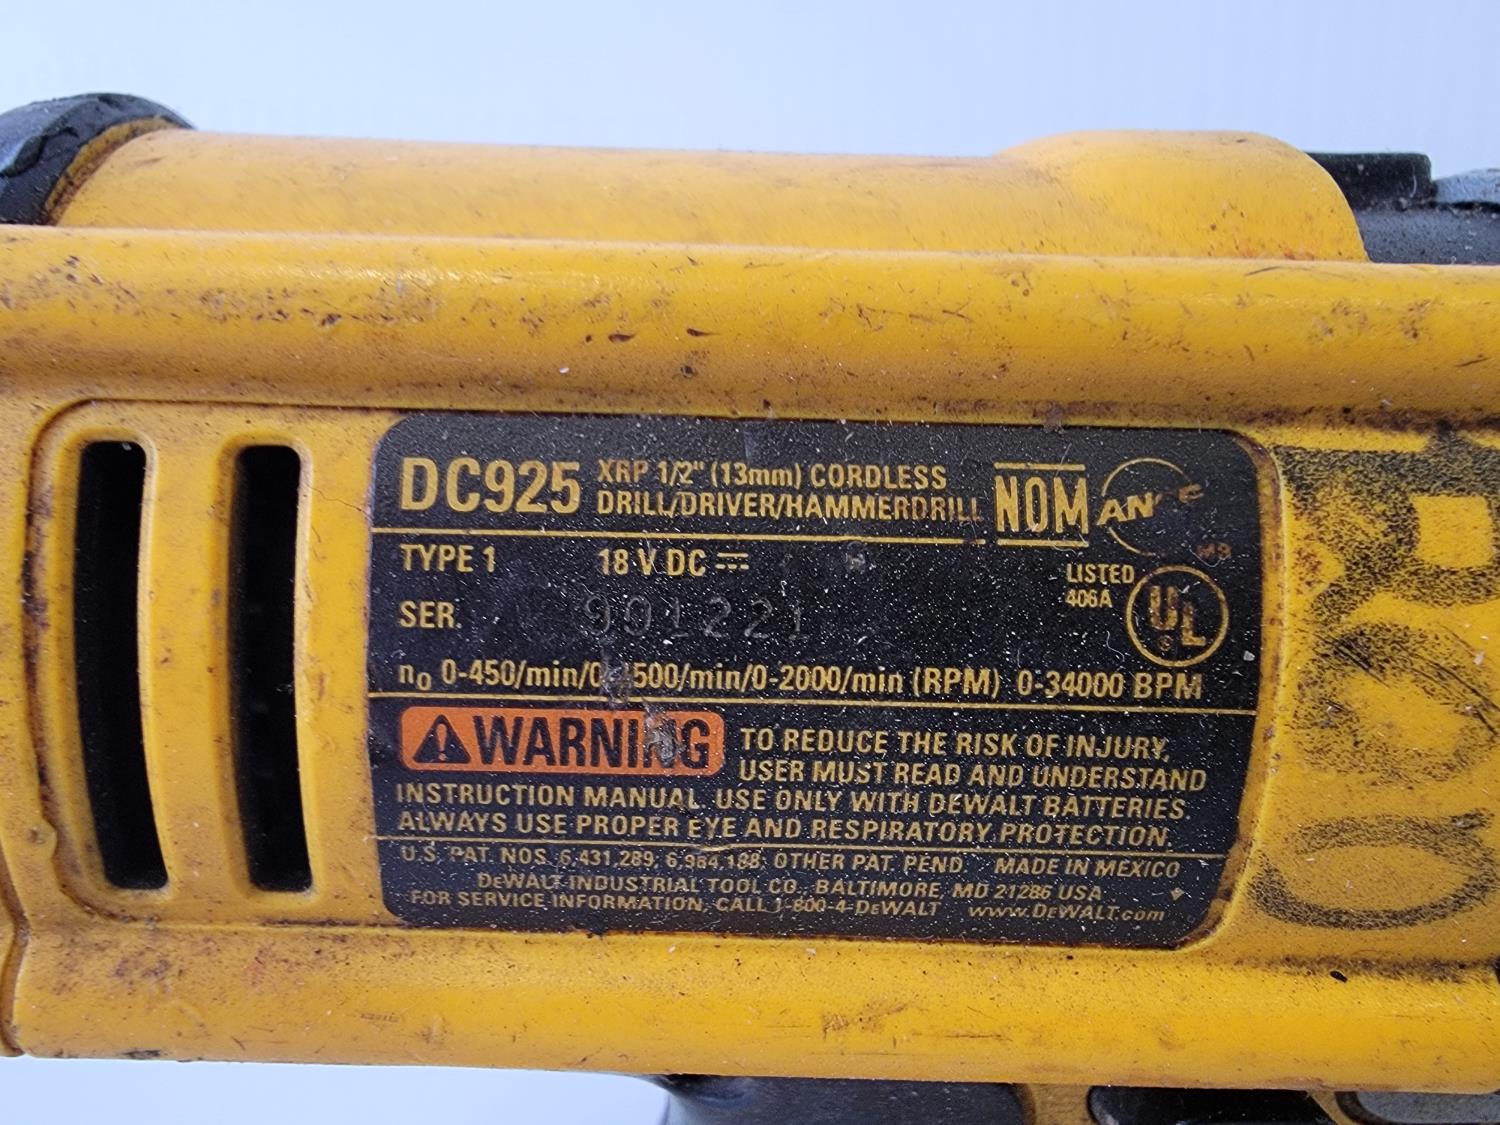 DC925 XRP 1/2" (13mm) CORDLESS
DRILL/DRIVER/HAMMERDRILL NOM
TYPE 1 18 V DC
LISTED
406A UL
SER. 901221
n₀ 0-450/min/0-1500/min/0-2000/min (RPM) 0-34000 BPM
WARNING TO REDUCE THE RISK OF INJURY,
USER MUST READ AND UNDERSTAND
INSTRUCTION MANUAL. USE ONLY WITH DEWALT BATTERIES.
ALWAYS USE PROPER EYE AND RESPIRATORY PROTECTION.
U.S. PAT. NOS. 6,431,289, 6,984,188; OTHER PAT. PEND. MADE IN MEXICO
DEWALT INDUSTRIAL TOOL CO., BALTIMORE, MD 21286 USA
FOR SERVICE INFORMATION, CALL 1-800-4-DEWALT www.DEWALT.com